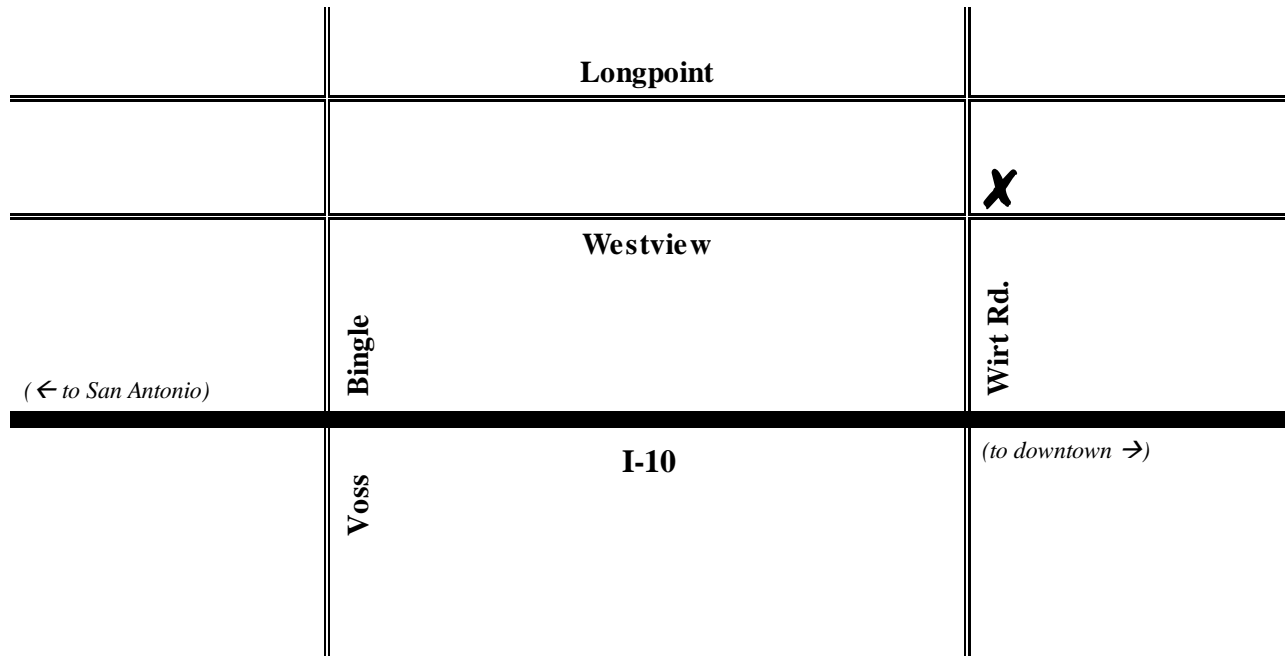 Longpoint
✗
Westview
Bingle
Wirt Rd.
(← to San Antonio)
I-10
(to downtown →)
Voss